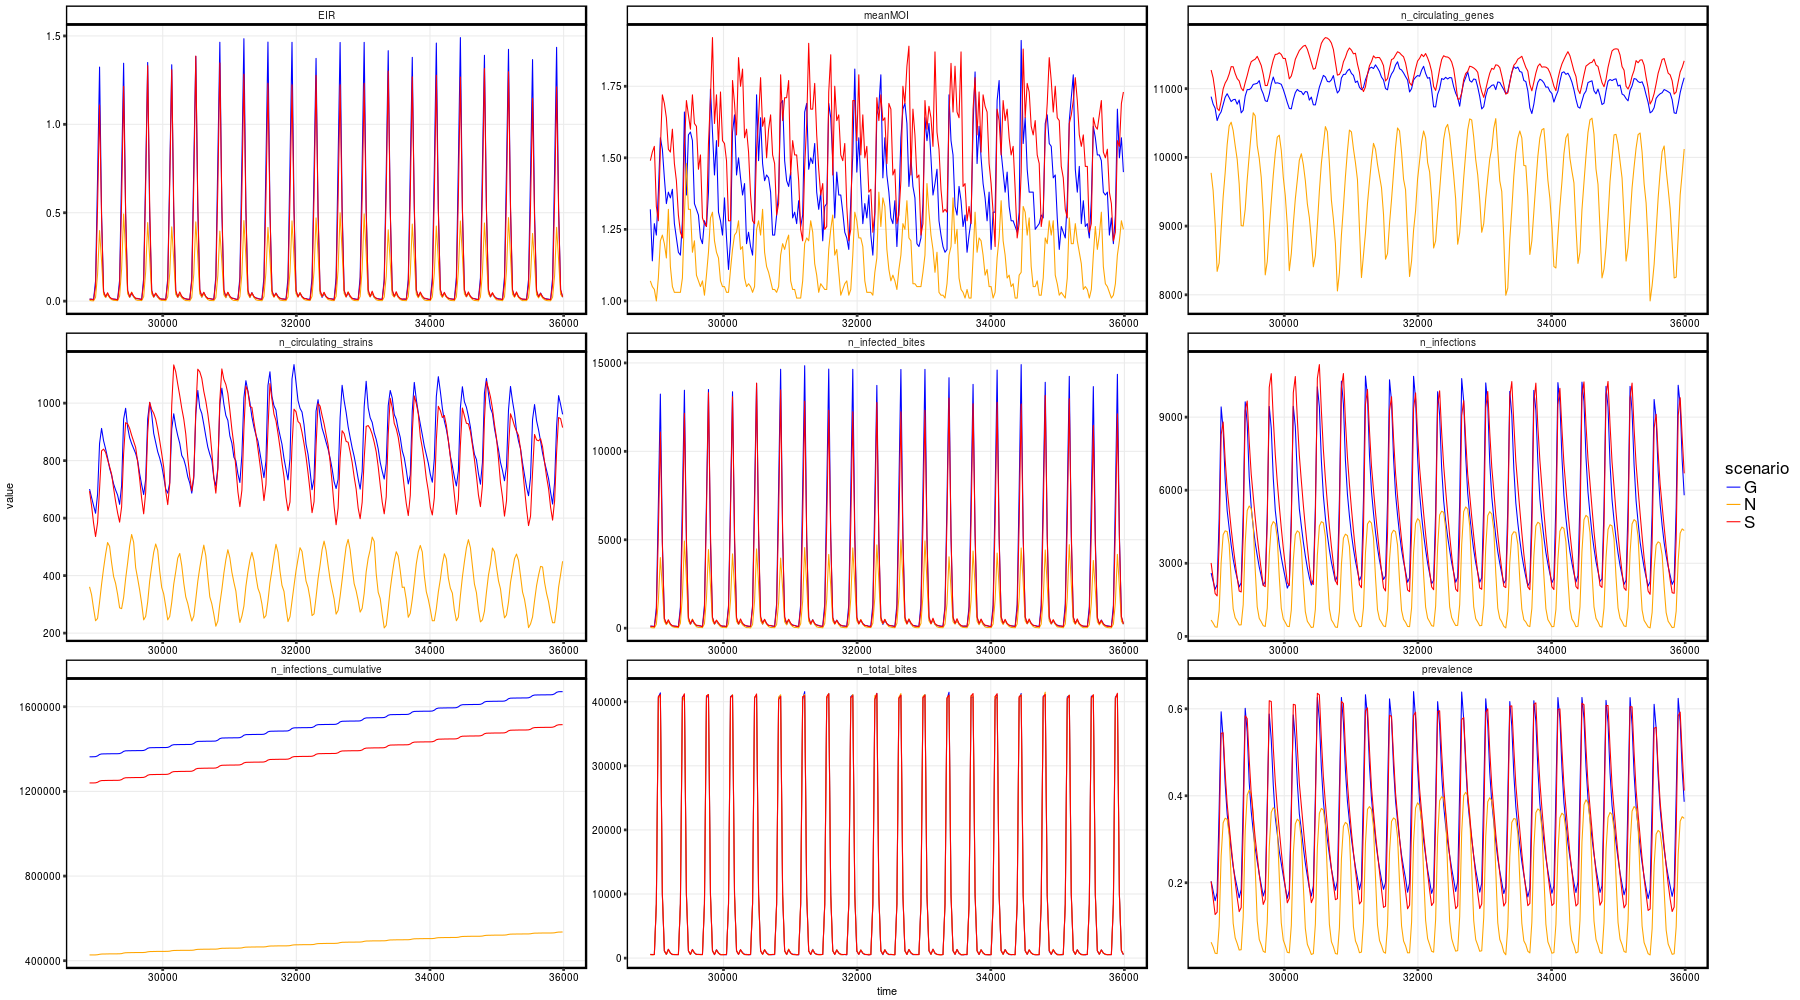 EIR
meanMOI
n_circulating_genes
1.5
1.0
0.5
0.0
1.75
1.50
1.25
1.00
11000
10000
9000
8000
30000 32000 34000 36000
30000 32000 34000 36000
30000 32000 34000 36000
n_circulating_strains
n_infected_bites
n_infections
1000
800
600
400
200
15000
10000
5000
0
9000
6000
3000
0
30000 32000 34000 36000
30000 32000 34000 36000
30000 32000 34000 36000
n_infections_cumulative
n_total_bites
prevalence
1600000
1200000
800000
400000
40000
30000
20000
10000
0
0.6
0.4
0.2
30000 32000 34000 36000
30000 32000 34000 36000
30000 32000 34000 36000
value
time
scenario
G
N
S